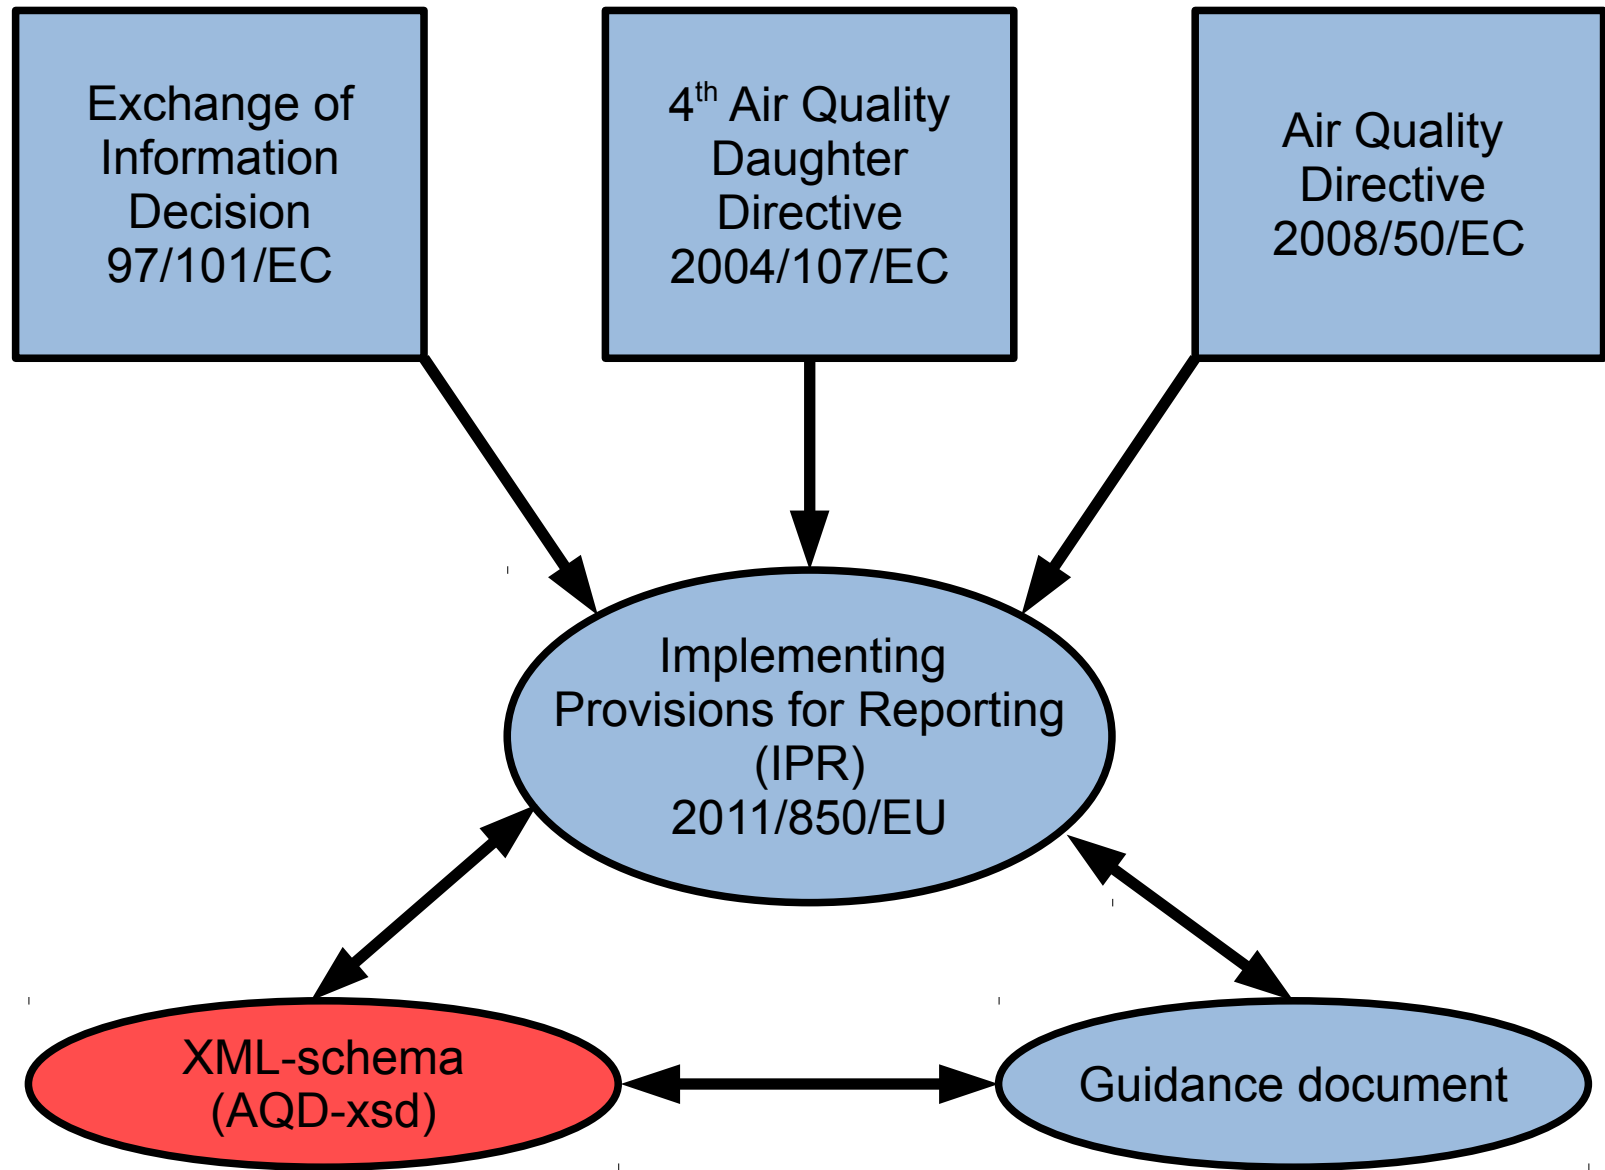 Exchange of
Information
Decision
97/101/EC
4th Air Quality
Daughter
Directive
2004/107/EC
Air Quality
Directive
2008/50/EC
Implementing
Provisions for Reporting
(IPR)
2011/850/EU
XML-schema
(AQD-xsd)
Guidance document